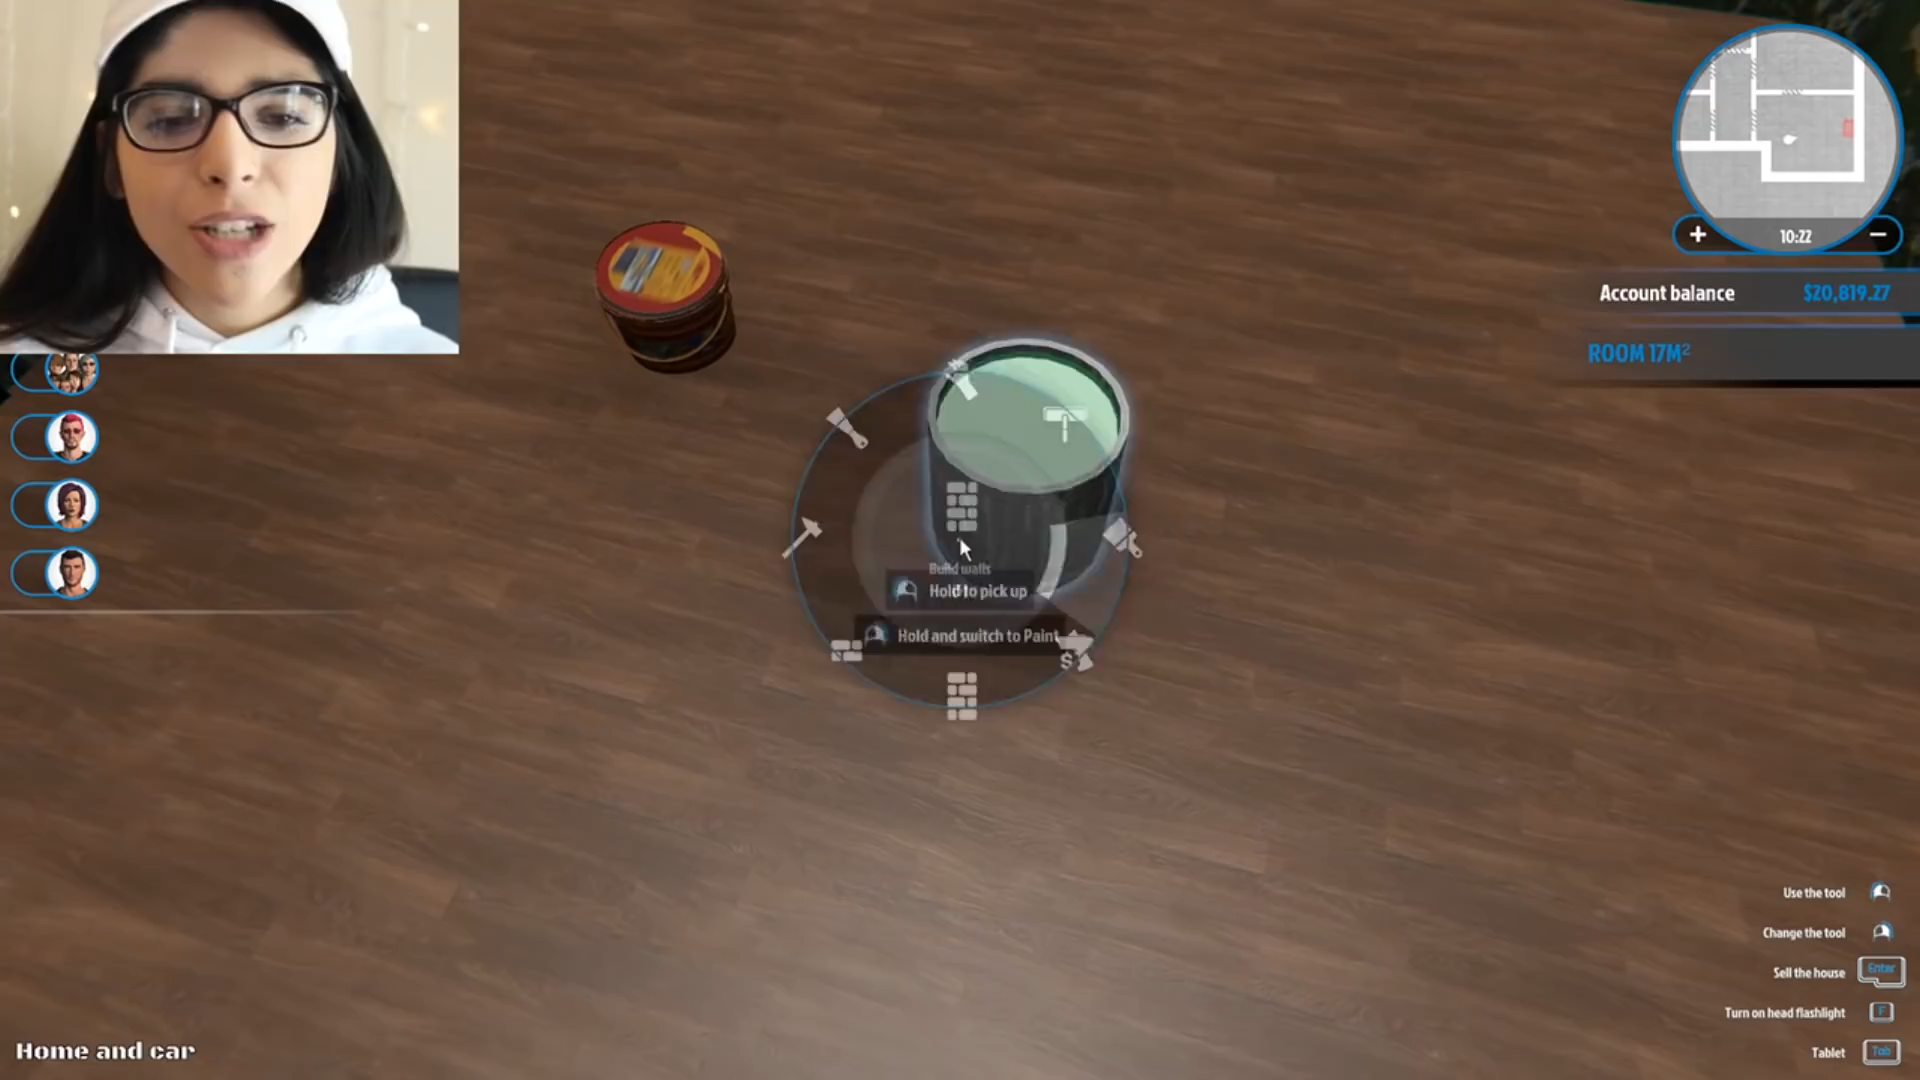 10:22
Account balance $20,819.27
ROOM 17M²
Build walls
Hold to pick up
Hold and switch to Paint
$
Use the tool
Change the tool
Sell the house Enter
Turn on head flashlight F
Tablet Tab
Home and car